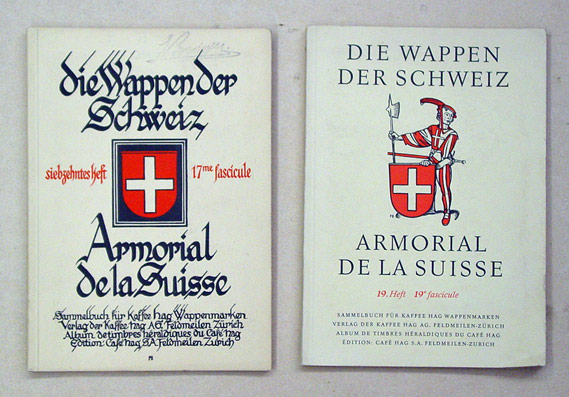 die Wappen der
Schweiz
siebzehntes heft 17me fascicule
Armorial
de la Suisse
Sammelbuch für Kaffee hag Wappenmarken
Verlag der Kaffee hag AG. Feldmeilen Zürich
Album de timbres héraldiques du Café hag
Edition: Café hag S.A. Feldmeilen Zürich
DIE WAPPEN
DER SCHWEIZ
ARMORIAL
DE LA SUISSE
19. Heft 19e fascicule
SAMMELBUCH FÜR KAFFEE HAG WAPPENMARKEN
VERLAG DER KAFFEE HAG AG. FELDMEILEN-ZÜRICH
ALBUM DE TIMBRES HÉRALDIQUES DU CAFÉ HAG
ÉDITION: CAFÉ HAG S.A. FELDMEILEN-ZURICH